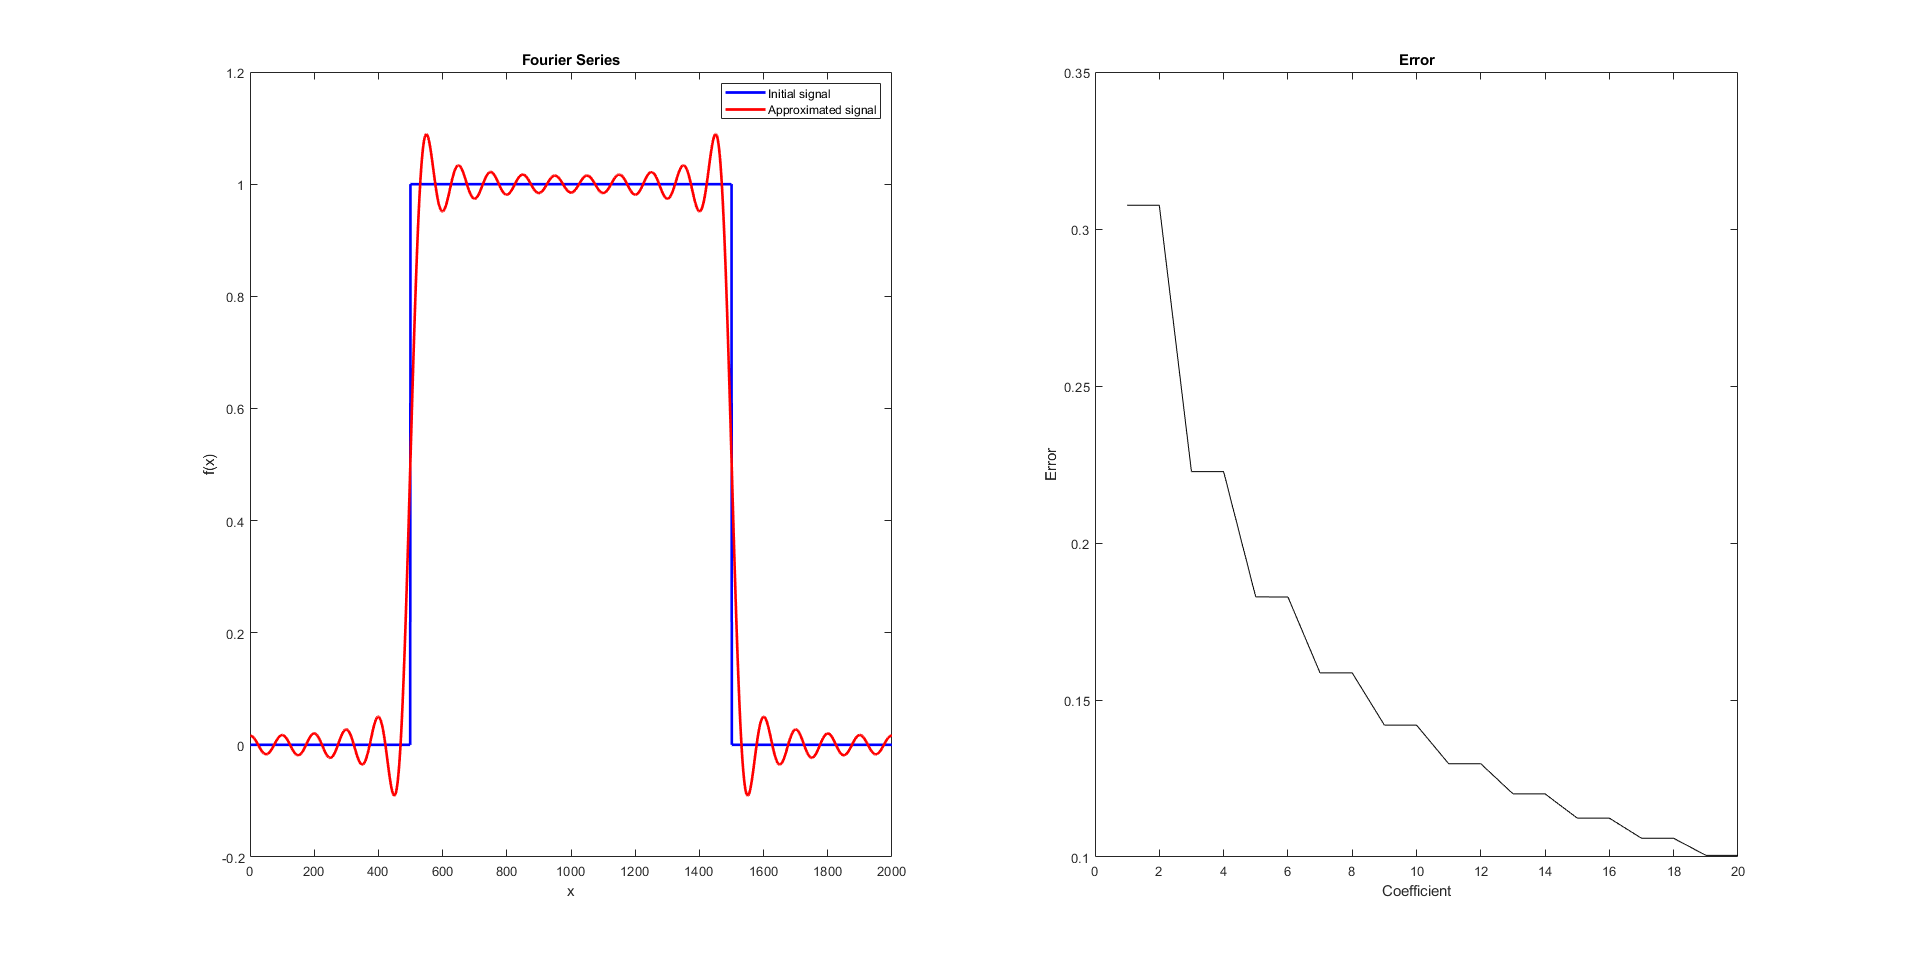 Fourier Series
1.2
1
0.8
0.6
0.4
0.2
0
-0.2
f(x)
Initial signal
Approximated signal
0 200 400 600 800 1000 1200 1400 1600 1800 2000
x
Error
0.35
0.3
0.25
0.2
0.15
0.1
Error
0 2 4 6 8 10 12 14 16 18 20
Coefficient